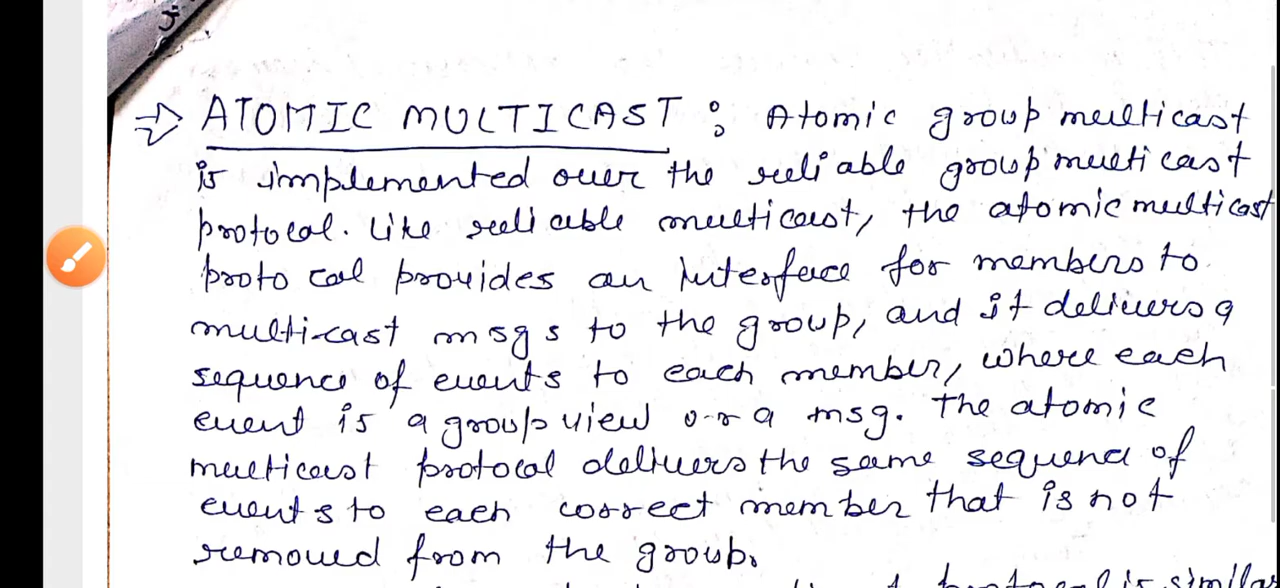 ⇒ ATOMIC MULTICAST : Atomic group multicast
is implemented over the reliable group multicast
protocol. Like reliable multicast, the atomic multicast
protocol provides an interface for members to
multicast msgs to the group, and it delivers a
sequence of events to each member, where each
event is a group view or a msg. The atomic
multicast protocol delivers the same sequence of
events to each correct member that is not
removed from the group.
is similar